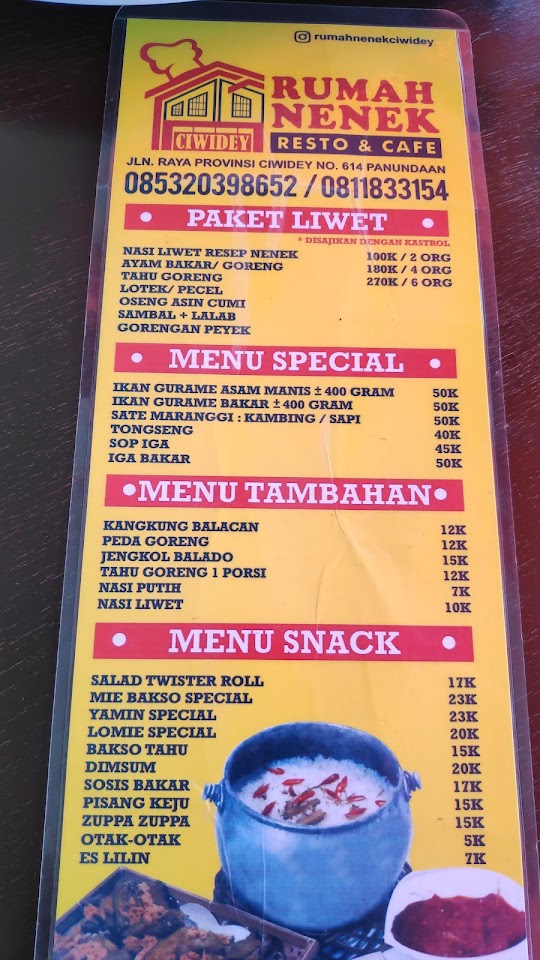 rumahnenekciwidey
CIWIDEY
RUMAH
NENEK
RESTO & CAFE
JLN. RAYA PROVINSI CIWIDEY NO. 614 PANUNDAAN
085320398652 / 0811833154
• PAKET LIWET •
* DISAJIKAN DENGAN KASTROL
NASI LIWET RESEP NENEK 100K / 2 ORG
AYAM BAKAR/ GORENG 180K / 4 ORG
TAHU GORENG 270K / 6 ORG
LOTEK/ PECEL
OSENG ASIN CUMI
SAMBAL + LALAB
GORENGAN PEYEK
• MENU SPECIAL •
IKAN GURAME ASAM MANIS ± 400 GRAM 50K
IKAN GURAME BAKAR ± 400 GRAM 50K
SATE MARANGGI : KAMBING / SAPI 50K
TONGSENG 40K
SOP IGA 45K
IGA BAKAR 50K
• MENU TAMBAHAN •
KANGKUNG BALACAN 12K
PEDA GORENG 12K
JENGKOL BALADO 15K
TAHU GORENG 1 PORSI 12K
NASI PUTIH 7K
NASI LIWET 10K
• MENU SNACK •
SALAD TWISTER ROLL 17K
MIE BAKSO SPECIAL 23K
YAMIN SPECIAL 23K
LOMIE SPECIAL 20K
BAKSO TAHU 15K
DIMSUM 20K
SOSIS BAKAR 17K
PISANG KEJU 15K
ZUPPA ZUPPA 15K
OTAK-OTAK 5K
ES LILIN 7K